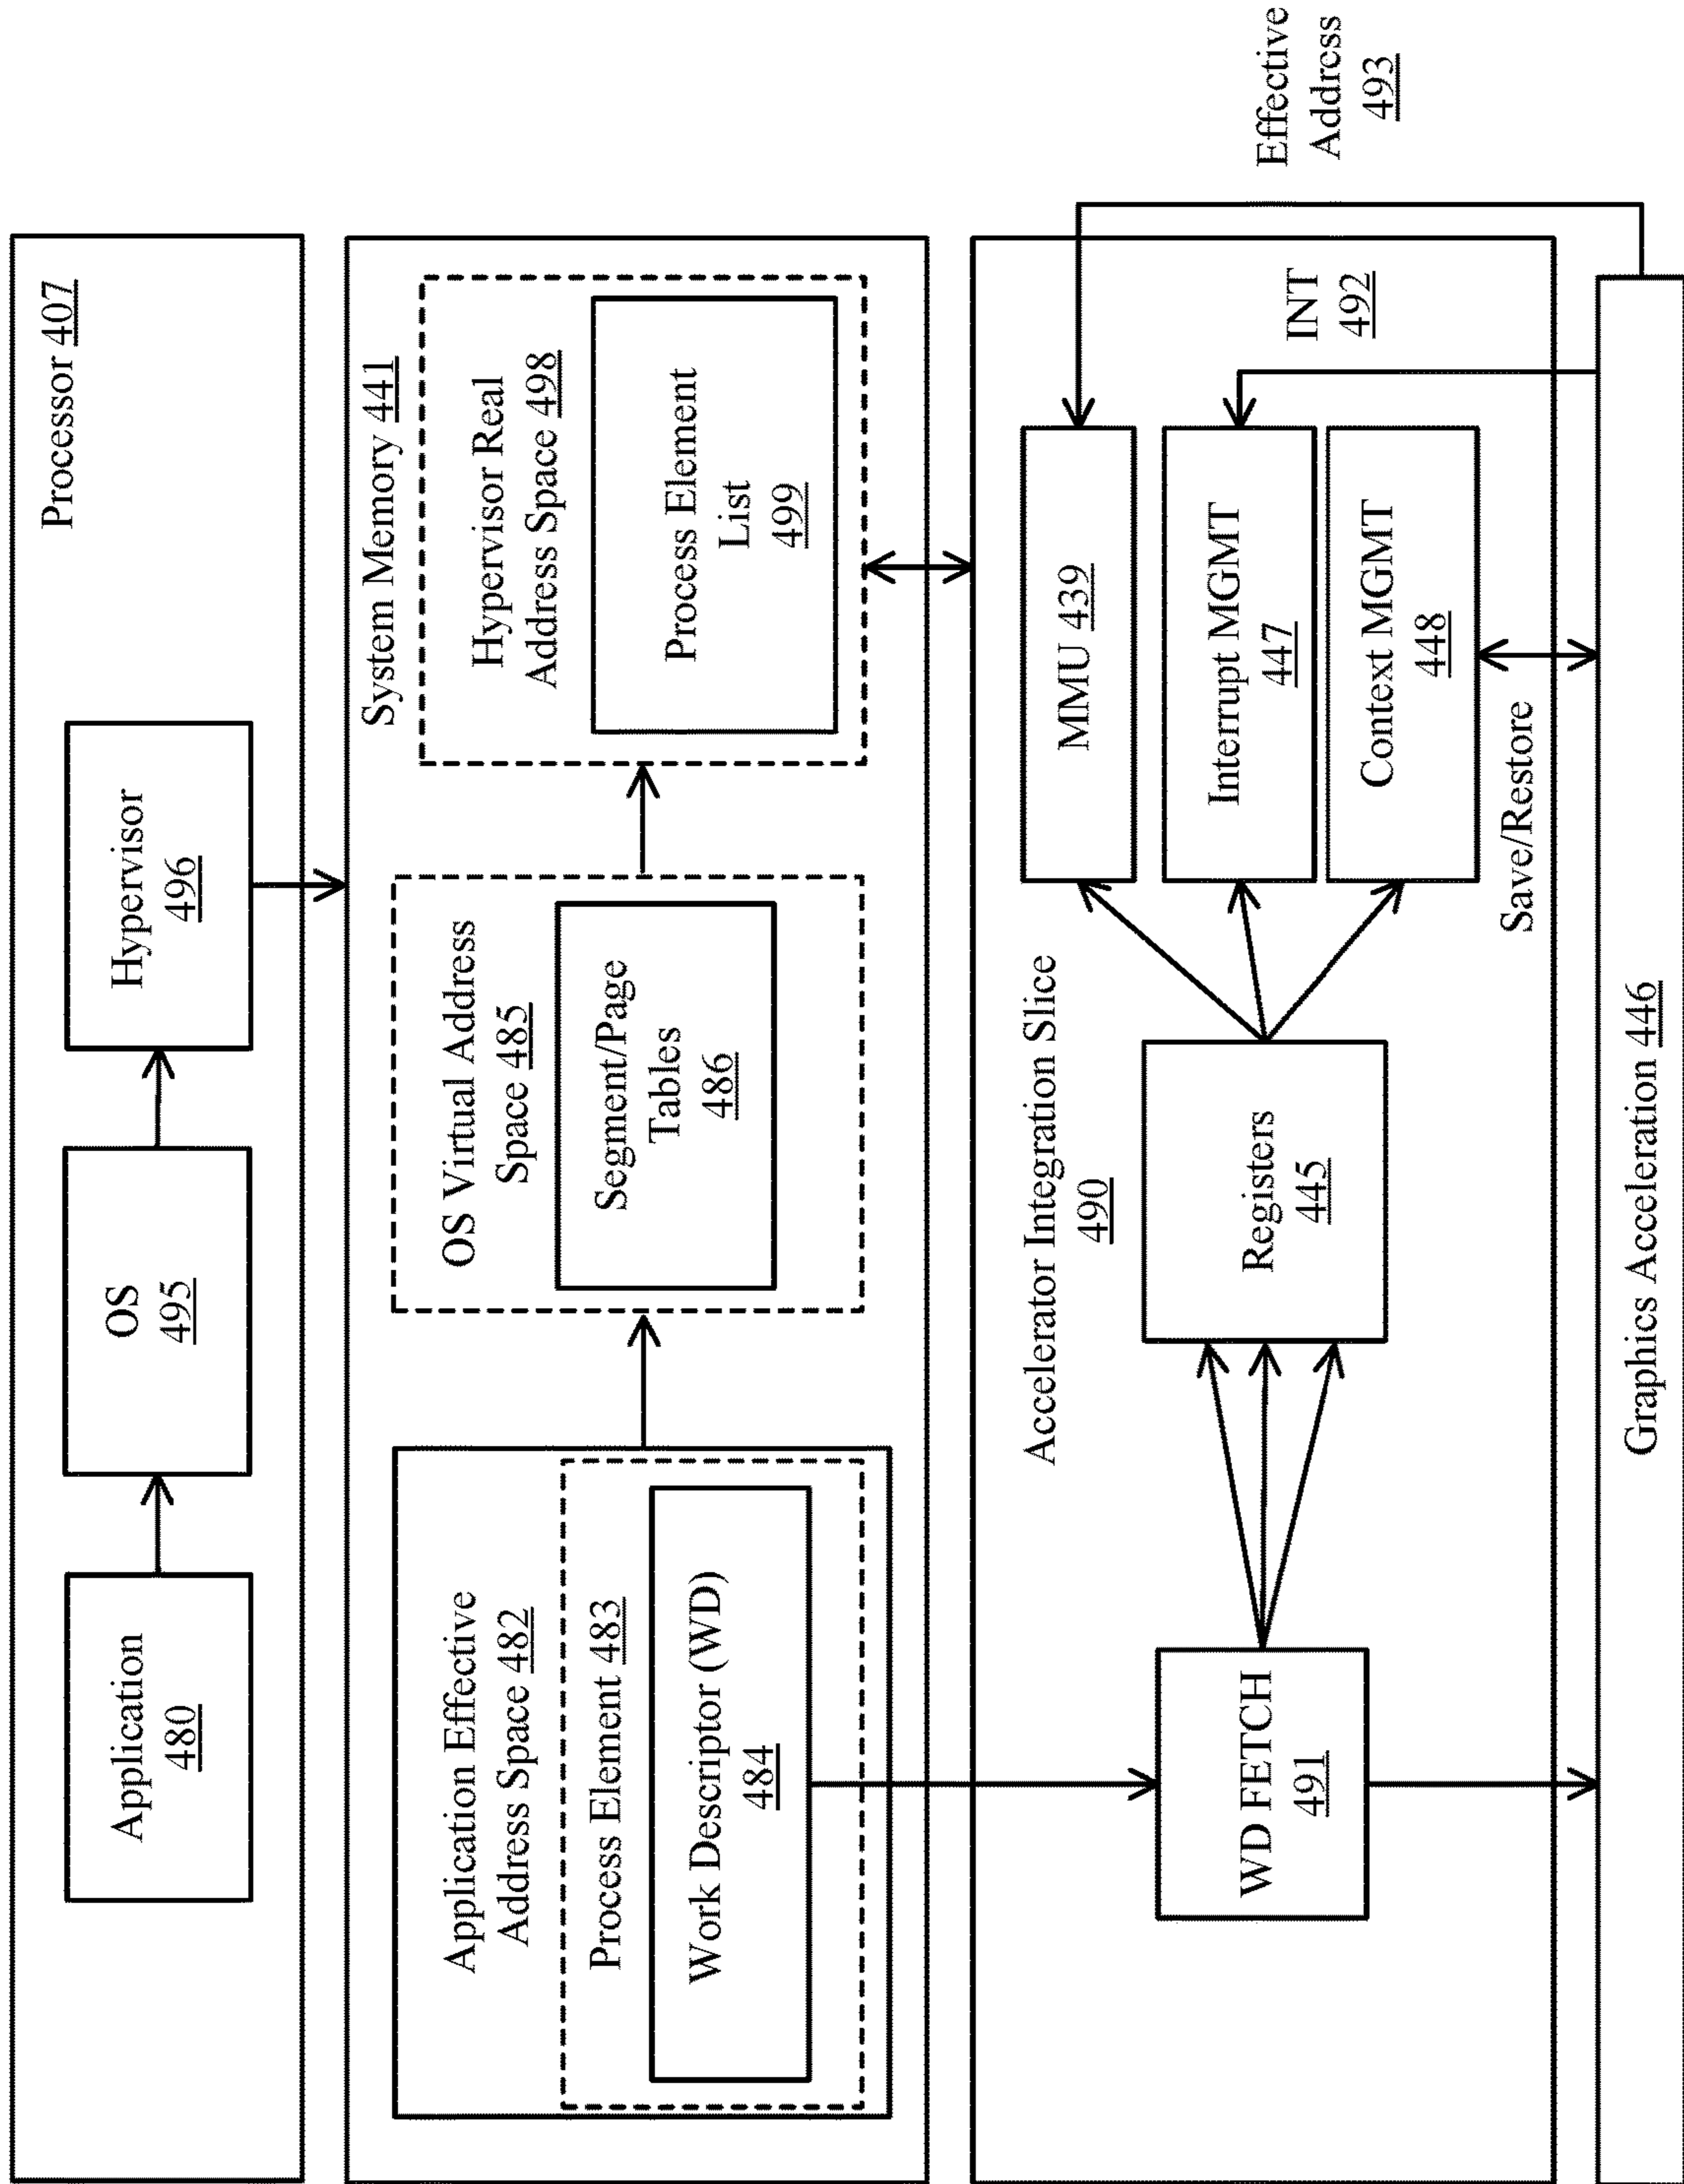 Processor 407
Application
480
OS
495
Hypervisor
496
System Memory 441
Application Effective
Address Space 482
Process Element 483
Work Descriptor (WD)
484
OS Virtual Address
Space 485
Segment/Page
Tables
486
Hypervisor Real
Address Space 498
Process Element
List
499
Accelerator Integration Slice
490
WD FETCH
491
Registers
445
MMU 439
Interrupt MGMT
447
Context MGMT
448
Save/Restore
INT
492
Effective
Address
493
Graphics Acceleration 446